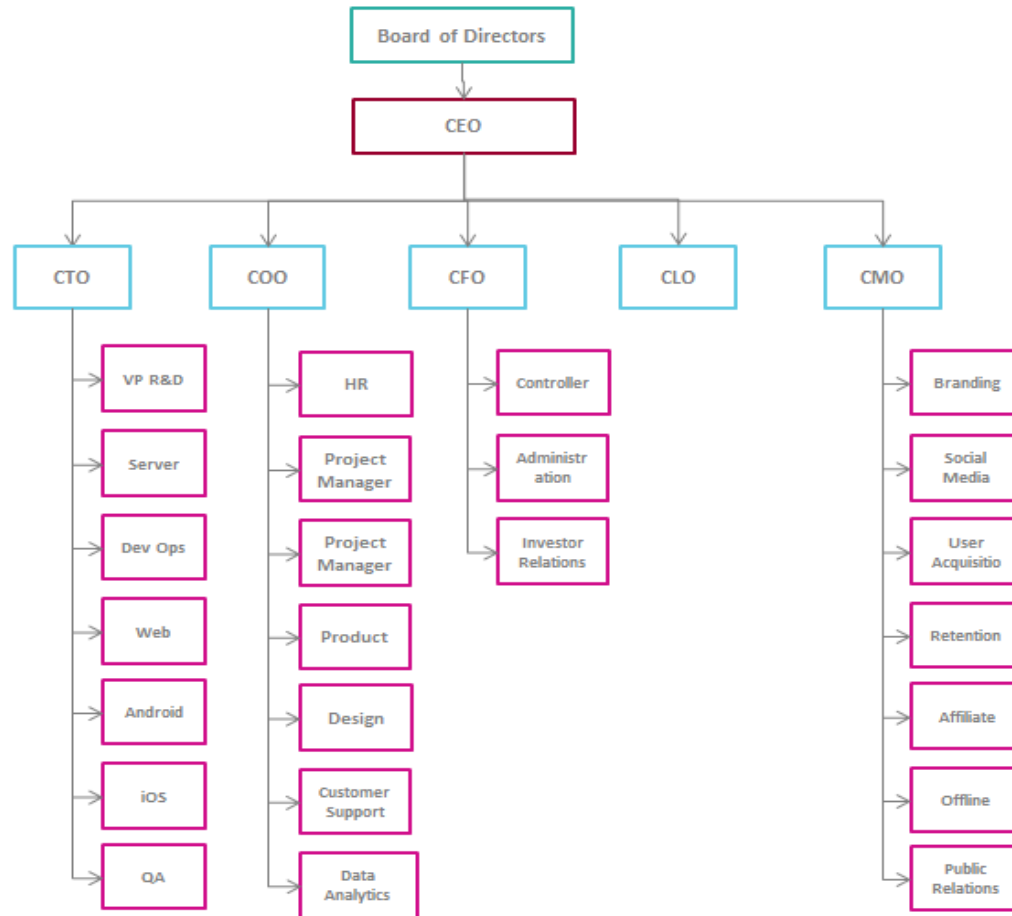 Board of Directors
CEO
CTO
COO
CFO
CLO
CMO
VP R&D
Server
Dev Ops
Web
Android
iOS
QA
HR
Project
Manager
Project
Manager
Product
Design
Customer
Support
Data
Analytics
Controller
Administr
ation
Investor
Relations
Branding
Social
Media
User
Acquisitio
Retention
Affiliate
Offline
Public
Relations